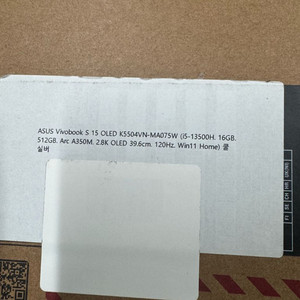 ASUS Vivobook S 15 OLED K5504VN-MA075W (i5-13500H. 16GB.
512GB. Arc A350M. 2.8K OLED 39.6cm. 120Hz. Win11 Home) 쿨
실버